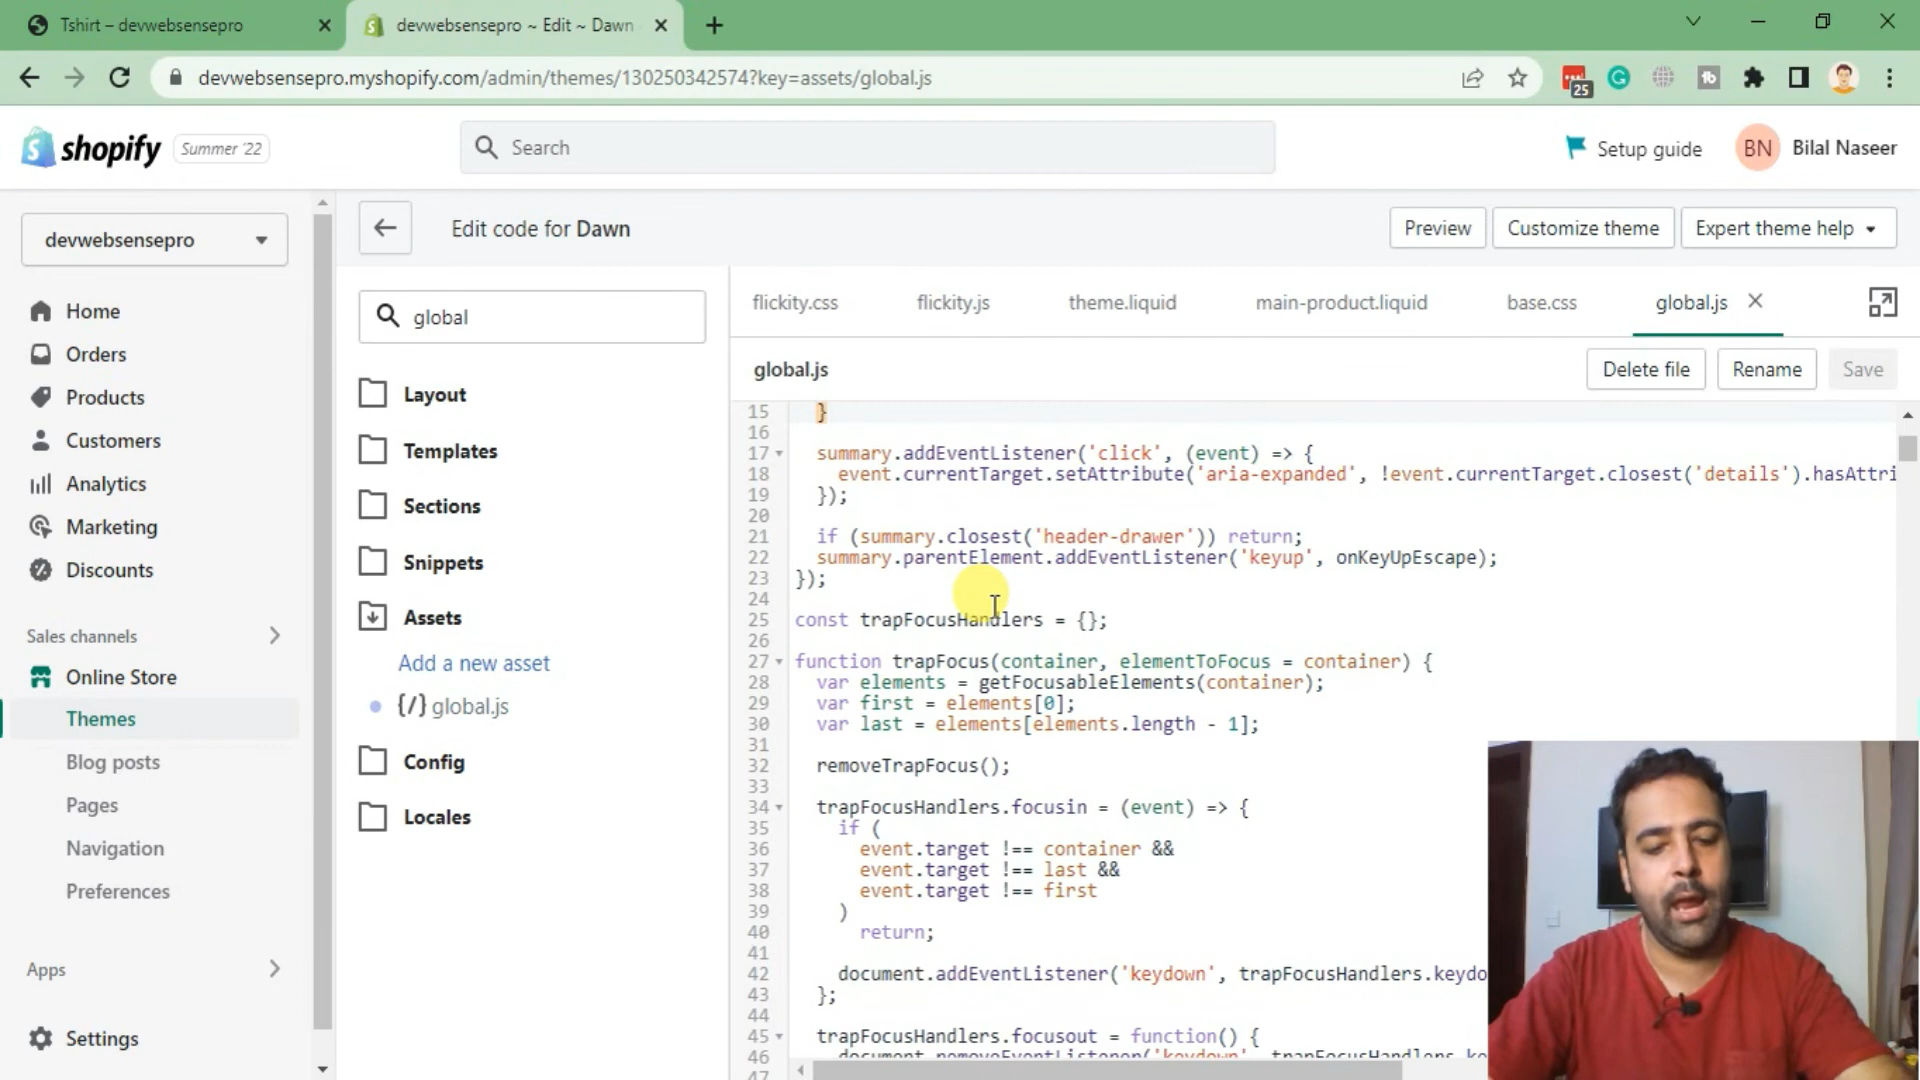 Tshirt – devwebsensepro
devwebsensepro ~ Edit ~ Dawn
devwebsensepro.myshopify.com/admin/themes/130250342574?key=assets/global.js
25
shopify
Summer '22
Search
Setup guide
BN
Bilal Naseer
devwebsensepro
Edit code for Dawn
Preview
Customize theme
Expert theme help
Home
Orders
Products
Customers
Analytics
Marketing
Discounts
Sales channels
Online Store
Themes
Blog posts
Pages
Navigation
Preferences
Apps
Settings
global
Layout
Templates
Sections
Snippets
Assets
Add a new asset
{/} global.js
Config
Locales
flickity.css
flickity.js
theme.liquid
main-product.liquid
base.css
global.js
global.js
Delete file
Rename
Save
15 }
16
17 summary.addEventListener('click', (event) => {
18 event.currentTarget.setAttribute('aria-expanded', !event.currentTarget.closest('details').hasAttri
19 });
20
21 if (summary.closest('header-drawer')) return;
22 summary.parentElement.addEventListener('keyup', onKeyUpEscape);
23 });
24
25 const trapFocusHandlers = {};
26
27 function trapFocus(container, elementToFocus = container) {
28 var elements = getFocusableElements(container);
29 var first = elements[0];
30 var last = elements[elements.length - 1];
31
32 removeTrapFocus();
33
34 trapFocusHandlers.focusin = (event) => {
35 if (
36 event.target !== container &&
37 event.target !== last &&
38 event.target !== first
39 )
40 return;
41
42 document.addEventListener('keydown', trapFocusHandlers.keydo
43 };
44
45 trapFocusHandlers.focusout = function() {
46 document.removeEventListener('keydown', trapFocusHandlers.ke
47